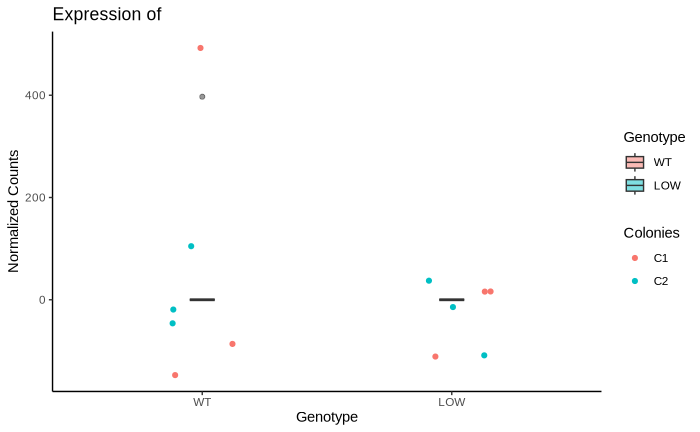 Expression of
Normalized Counts
400
200
0
WT
LOW
Genotype
Genotype
WT
LOW
Colonies
C1
C2